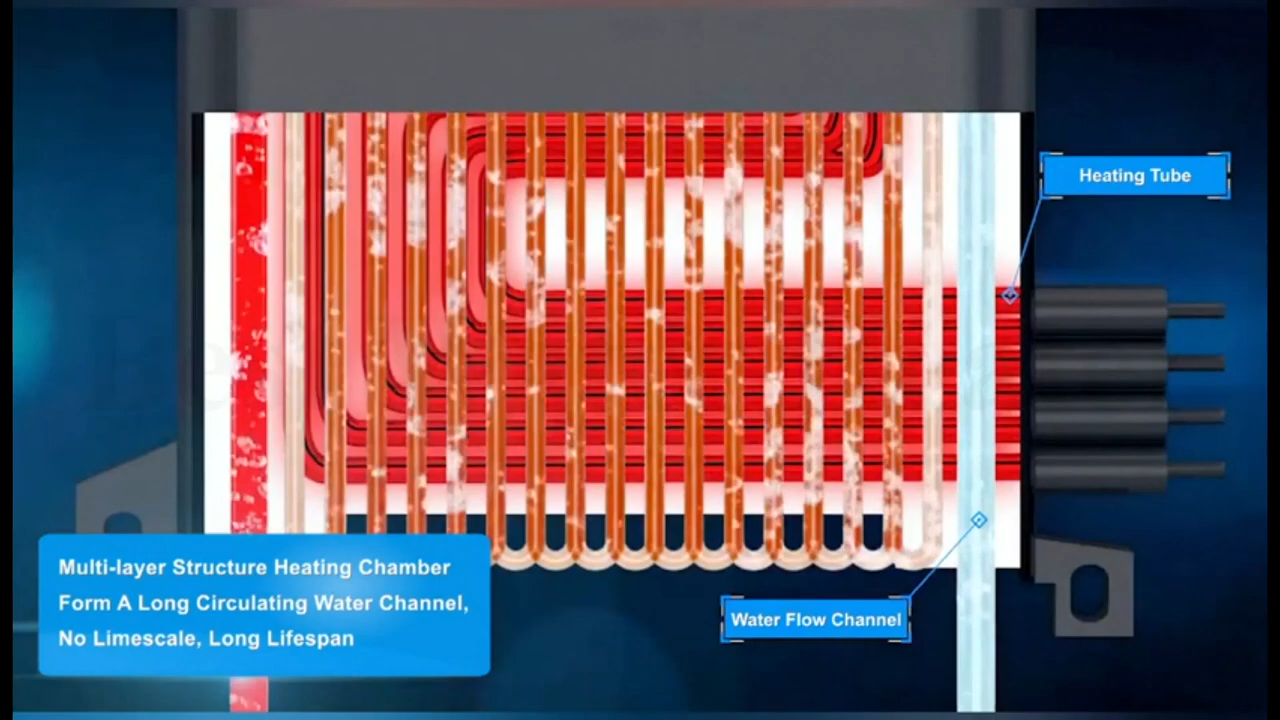 Heating Tube
Multi-layer Structure Heating Chamber
Form A Long Circulating Water Channel,
No Limescale, Long Lifespan
Water Flow Channel